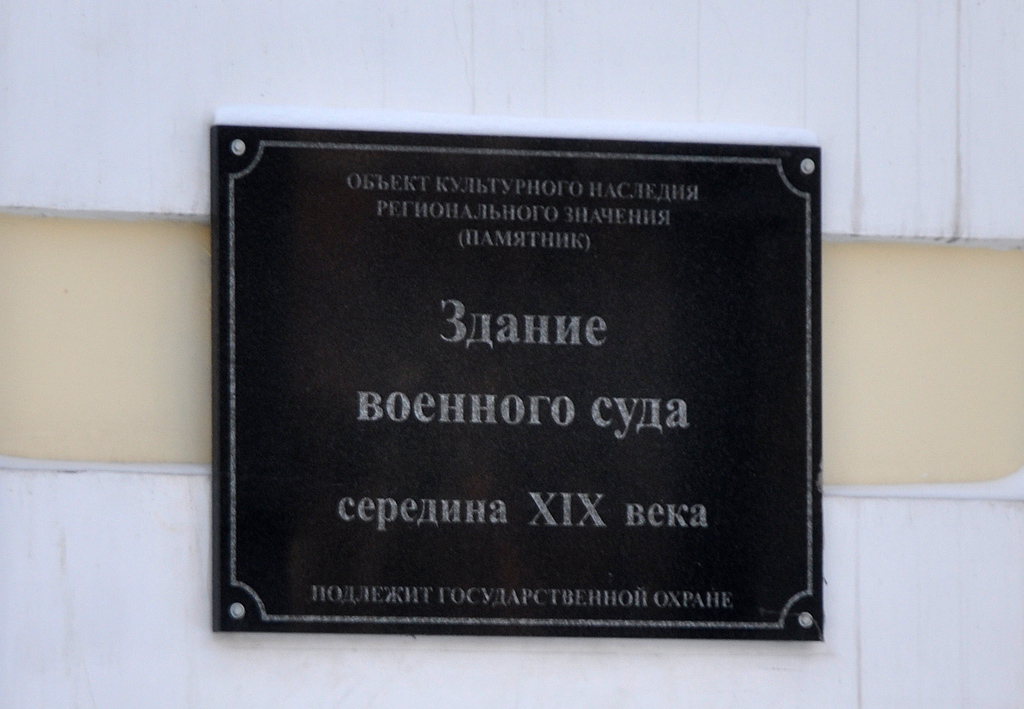 ОБЪЕКТ КУЛЬТУРНОГО НАСЛЕДИЯ
РЕГИОНАЛЬНОГО ЗНАЧЕНИЯ
(ПАМЯТНИК)
Здание
военного суда
середина XIX века
ПОДЛЕЖИТ ГОСУДАРСТВЕННОЙ ОХРАНЕ